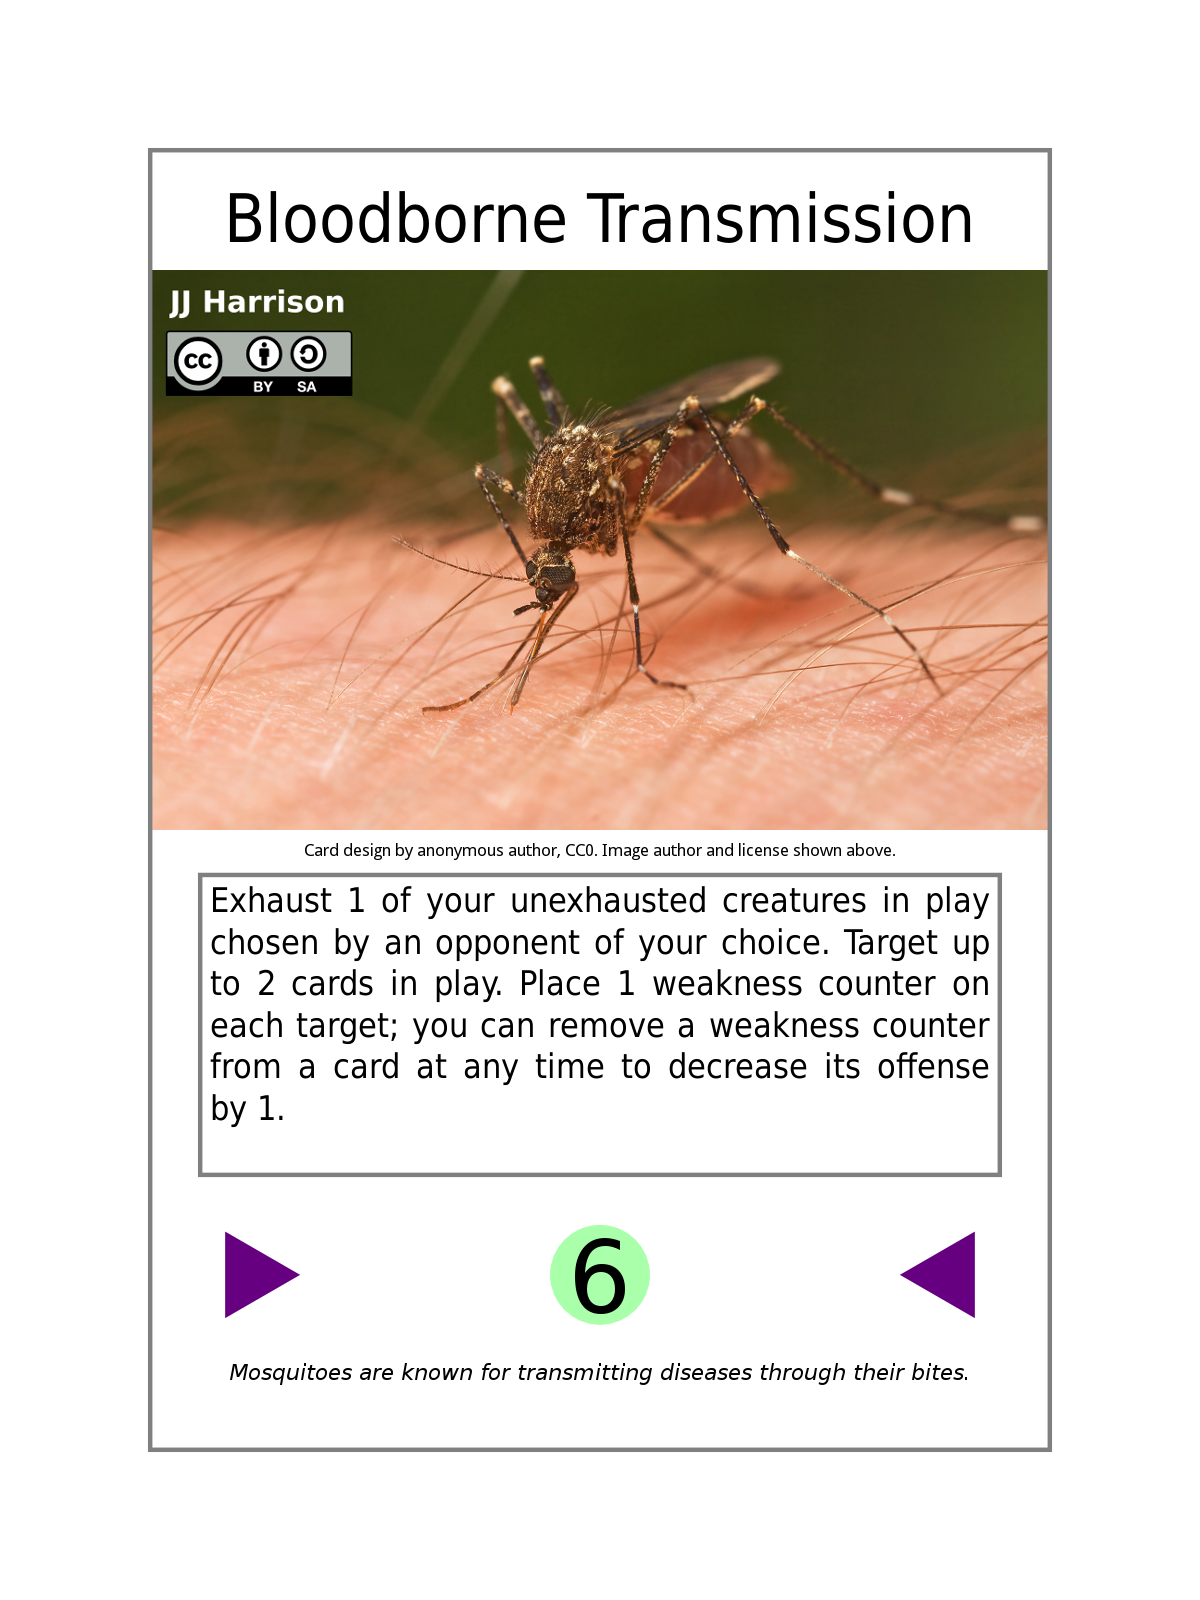 Bloodborne Transmission
JJ Harrison
cc
BY SA
Card design by anonymous author, CC0. Image author and license shown above.
Exhaust 1 of your unexhausted creatures in play
chosen by an opponent of your choice. Target up
to 2 cards in play. Place 1 weakness counter on
each target; you can remove a weakness counter
from a card at any time to decrease its offense
by 1.
6
Mosquitoes are known for transmitting diseases through their bites.